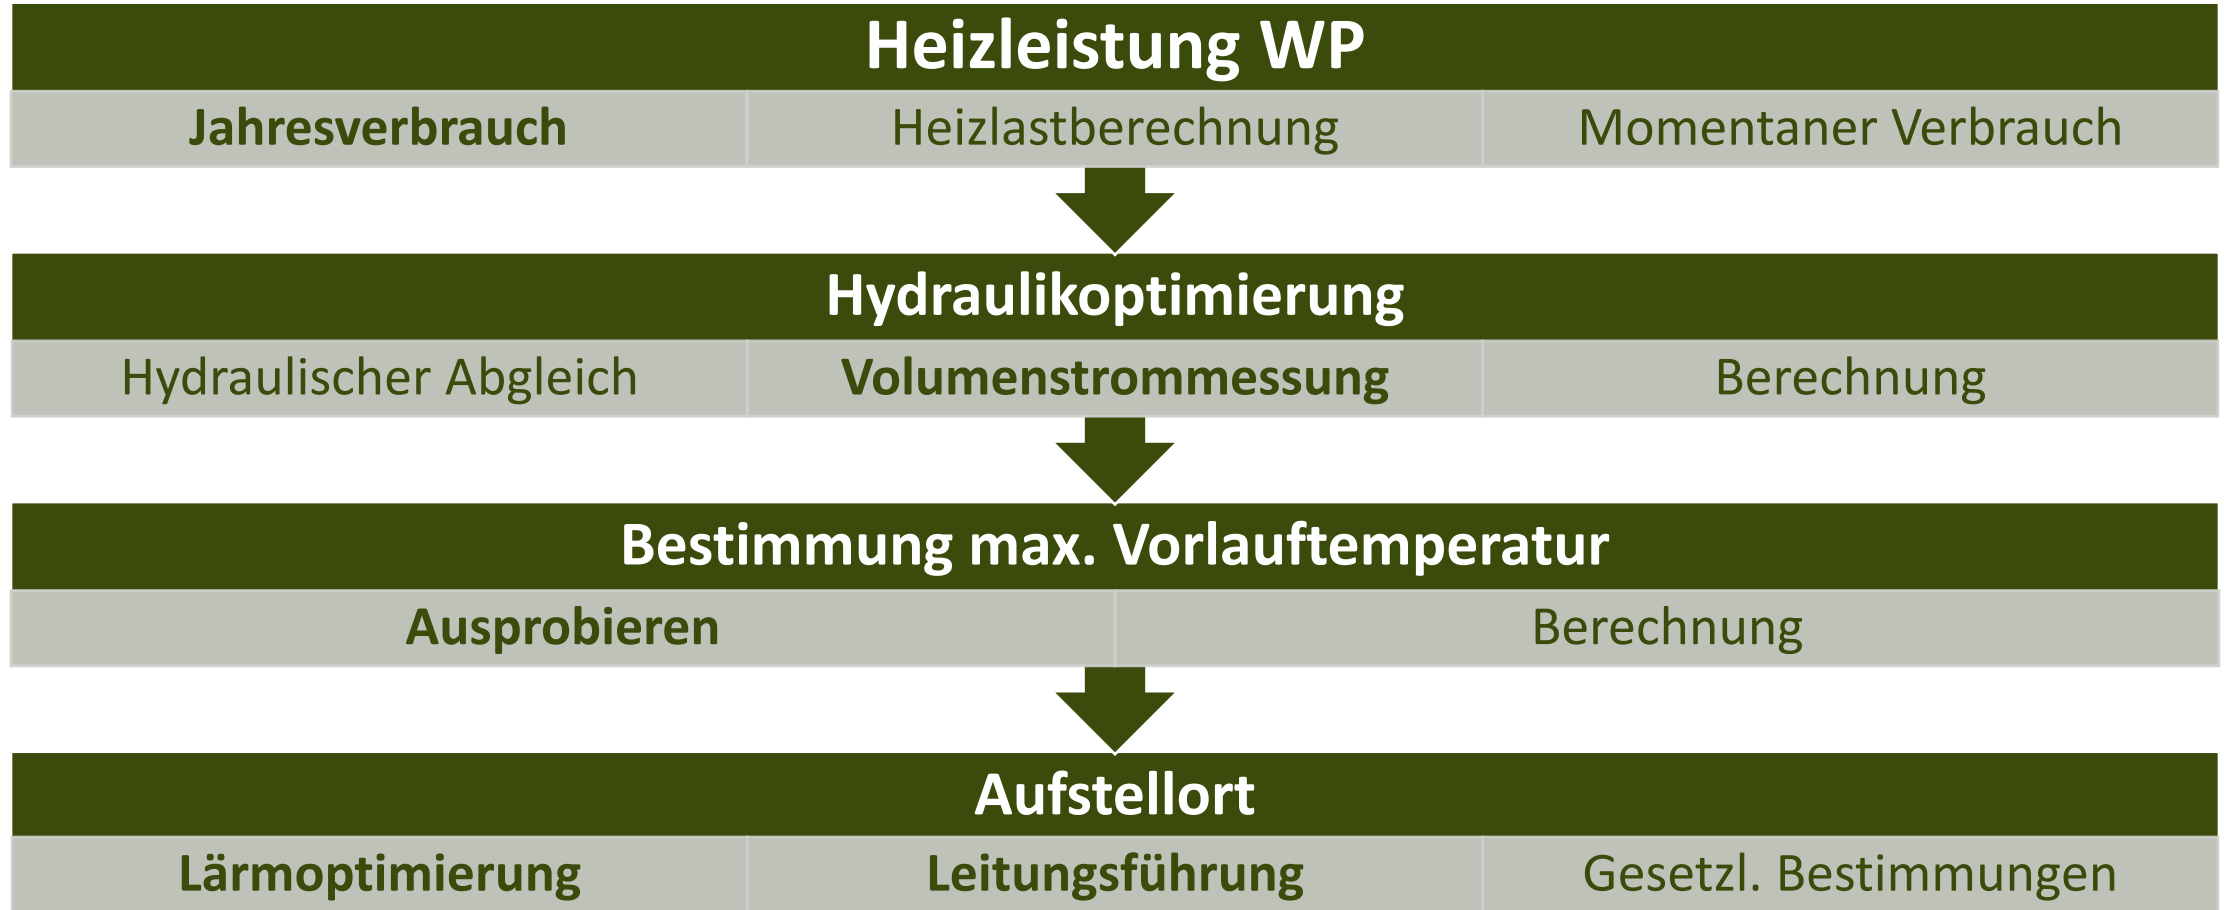 Heizleistung WP
Jahresverbrauch Heizlastberechnung Momentaner Verbrauch
Hydraulikoptimierung
Hydraulischer Abgleich Volumenstrommessung Berechnung
Bestimmung max. Vorlauftemperatur
Ausprobieren Berechnung
Aufstellort
Lärmoptimierung Leitungsführung Gesetzl. Bestimmungen